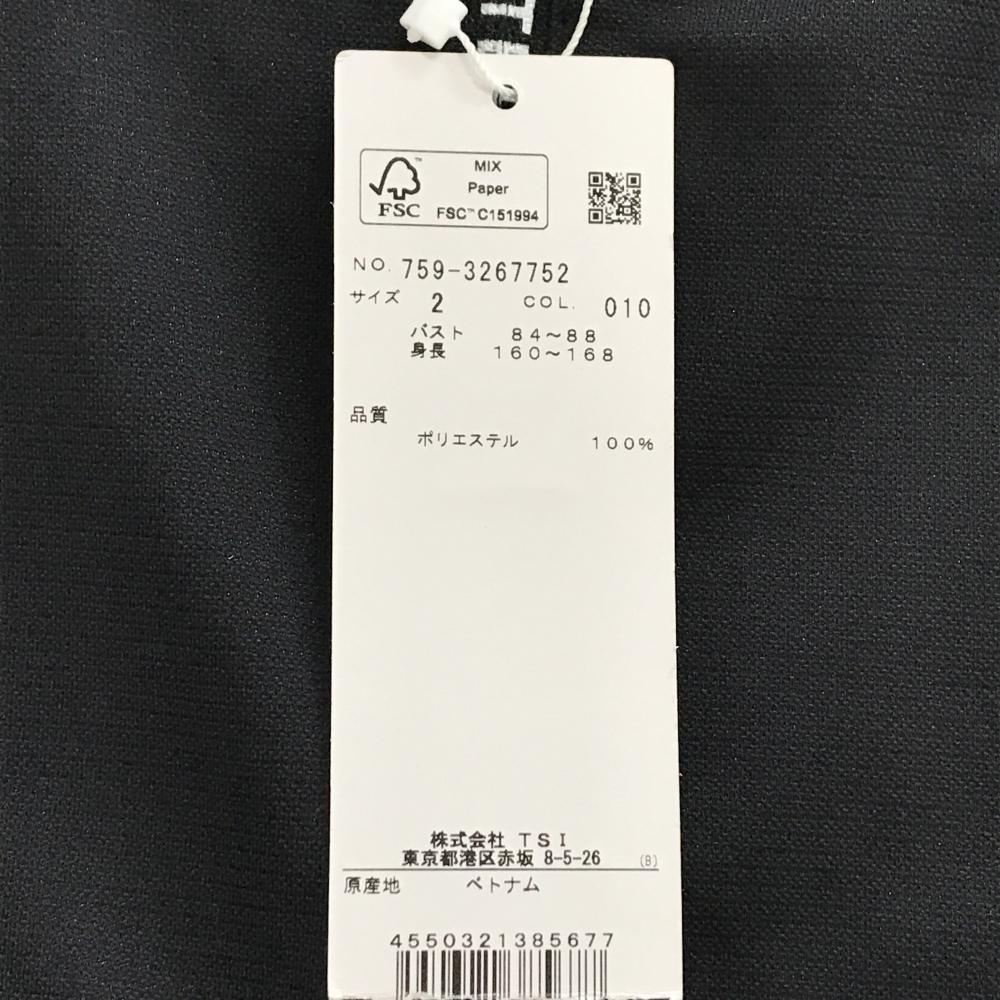 MIX
Paper
FSC™ C151994
FSC™
NO. 759-3267752
サイズ 2 COL. 010
バスト 84～88
身長 160～168
品質
ポリエステル 100%
株式会社 TSI
東京都港区赤坂 8-5-26 (B)
原産地 ベトナム
4550321385677